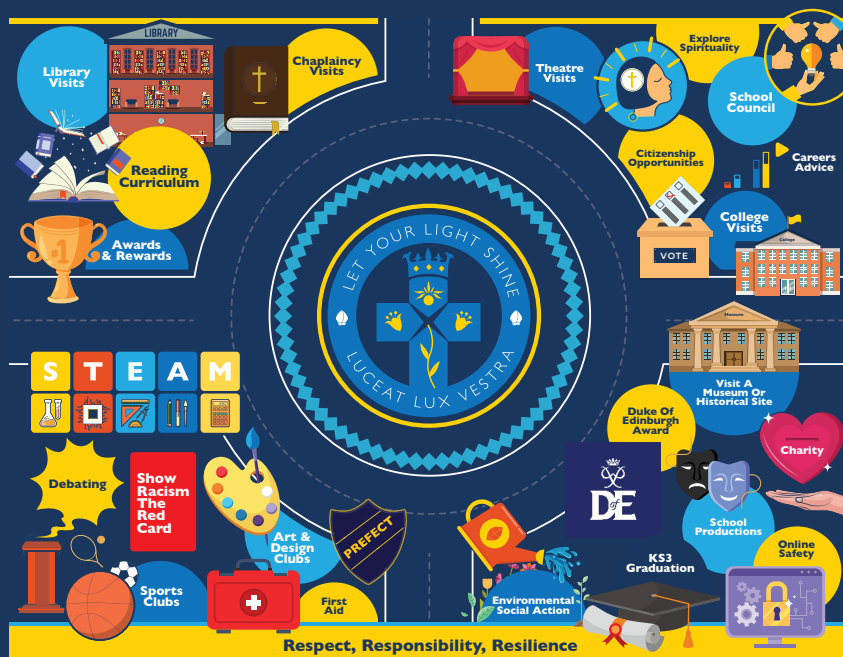 LIBRARY
Library
Visits
Chaplaincy
Visits
Reading
Curriculum
#1
Awards
& Rewards
Theatre
Visits
Explore
Spirituality
School
Council
Citizenship
Opportunities
Careers
Advice
College
Visits
College
VOTE
LET YOUR LIGHT SHINE
LUCEAT LUX VESTRA
STEAM
Debating
Show
Racism
The
Red
Card
Art &
Design
Clubs
PREFECT
Sports
Clubs
First
Aid
Museum
Visit A
Museum Or
Historical Site
Duke Of
Edinburgh
Award
DofE
Charity
School
Productions
Online
Safety
KS3
Graduation
Environmental
Social Action
Respect, Responsibility, Resilience